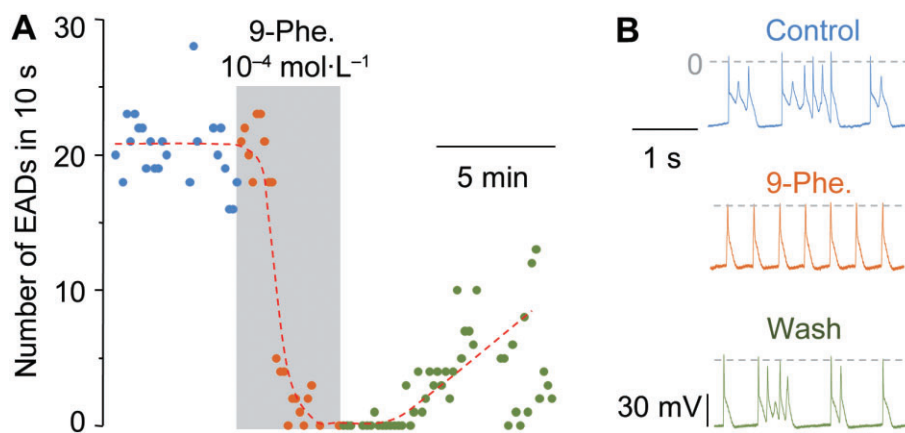 A
30
20
10
0
Number of EADs in 10 s
9-Phe.
10⁻⁴ mol·L⁻¹
5 min
B
Control
0
1 s
9-Phe.
Wash
30 mV